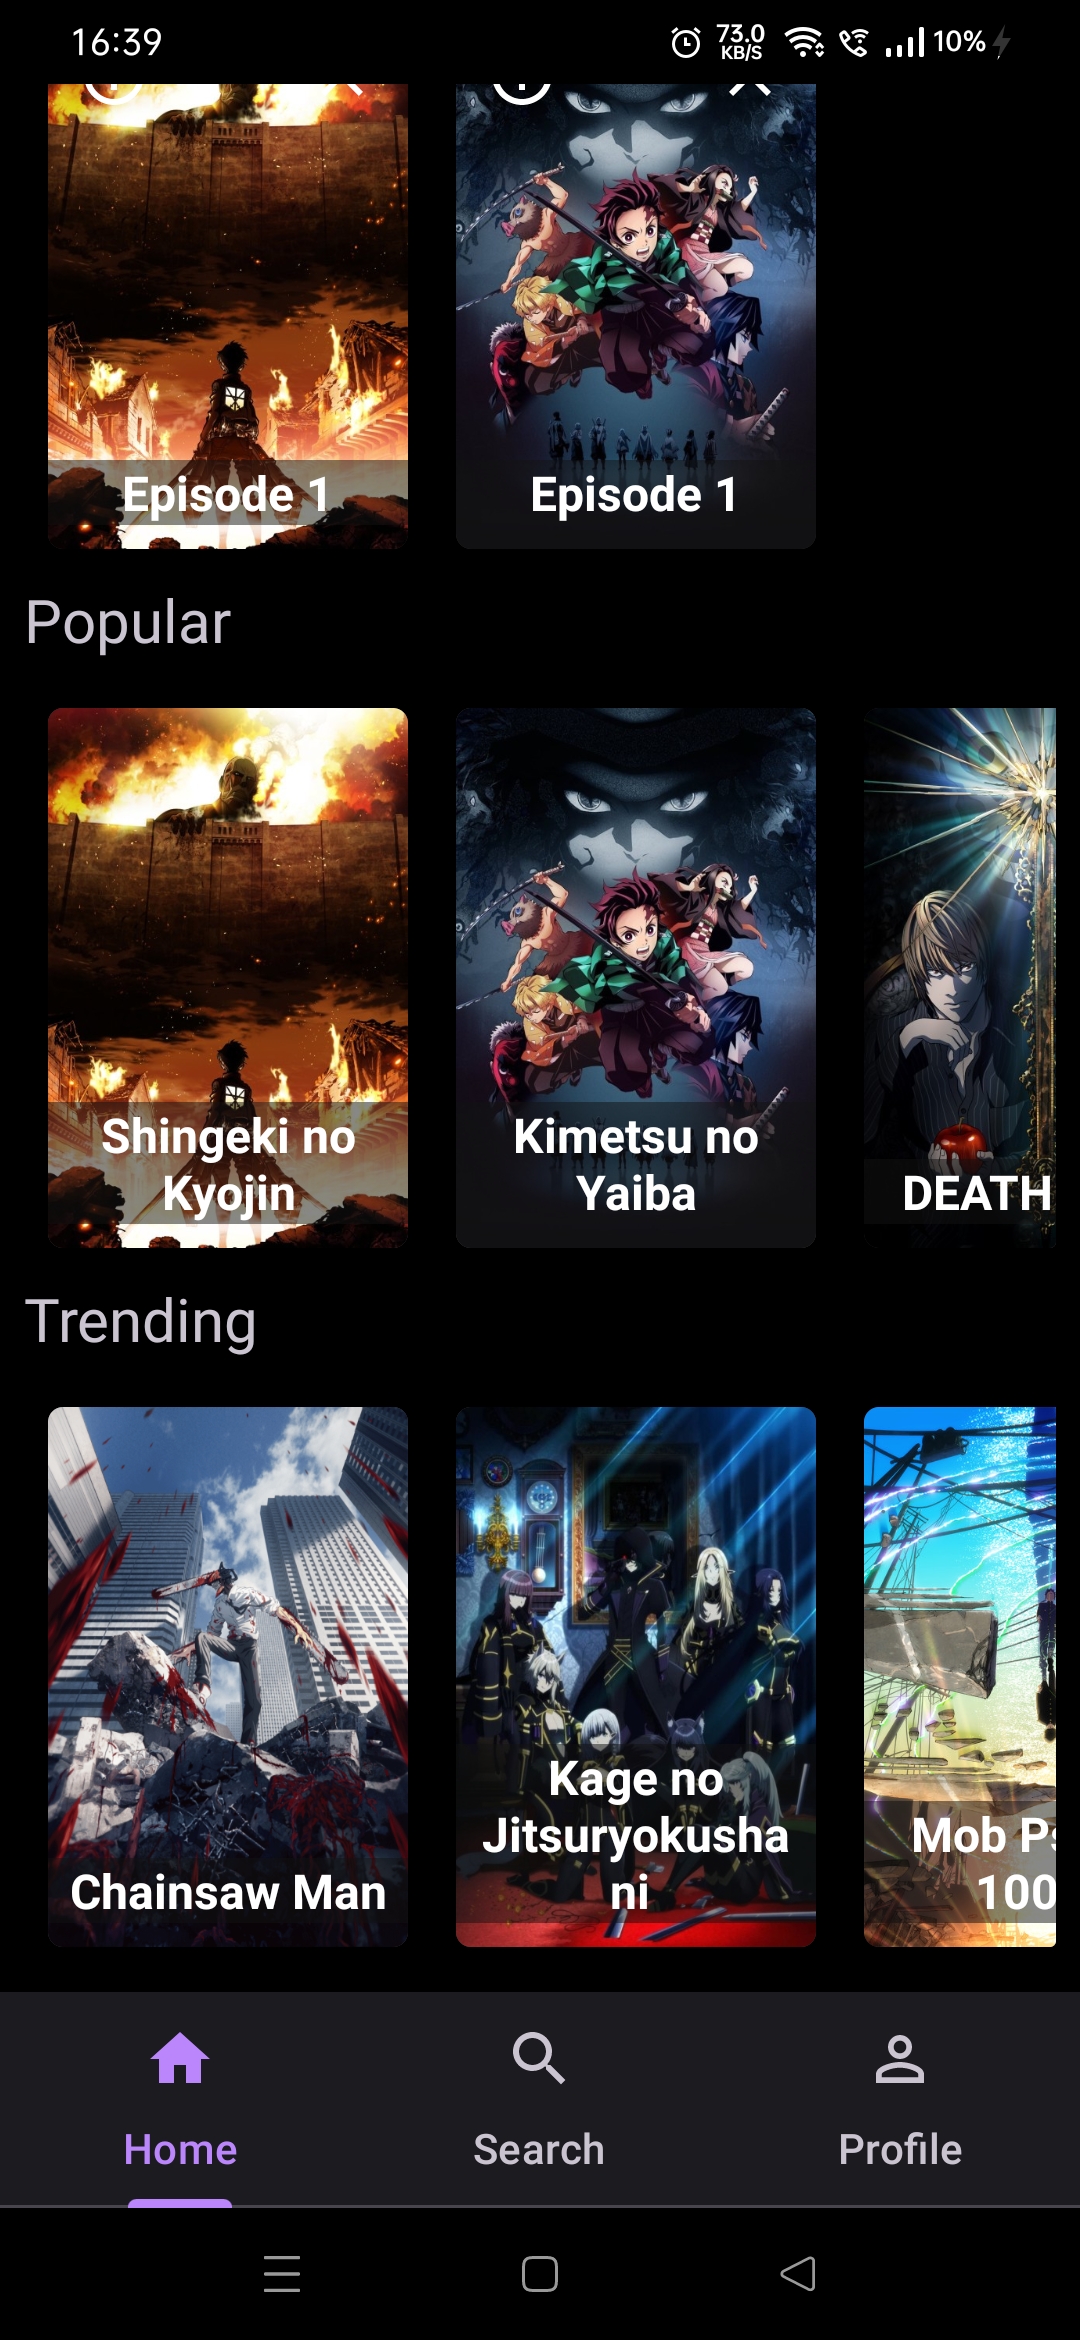 16:39
73.0
KB/S
10%
Episode 1
Episode 1
Popular
Shingeki no
Kyojin
Kimetsu no
Yaiba
DEATH
Trending
Chainsaw Man
Kage no
Jitsuryokusha
ni
Mob Ps
100
Home
Search
Profile